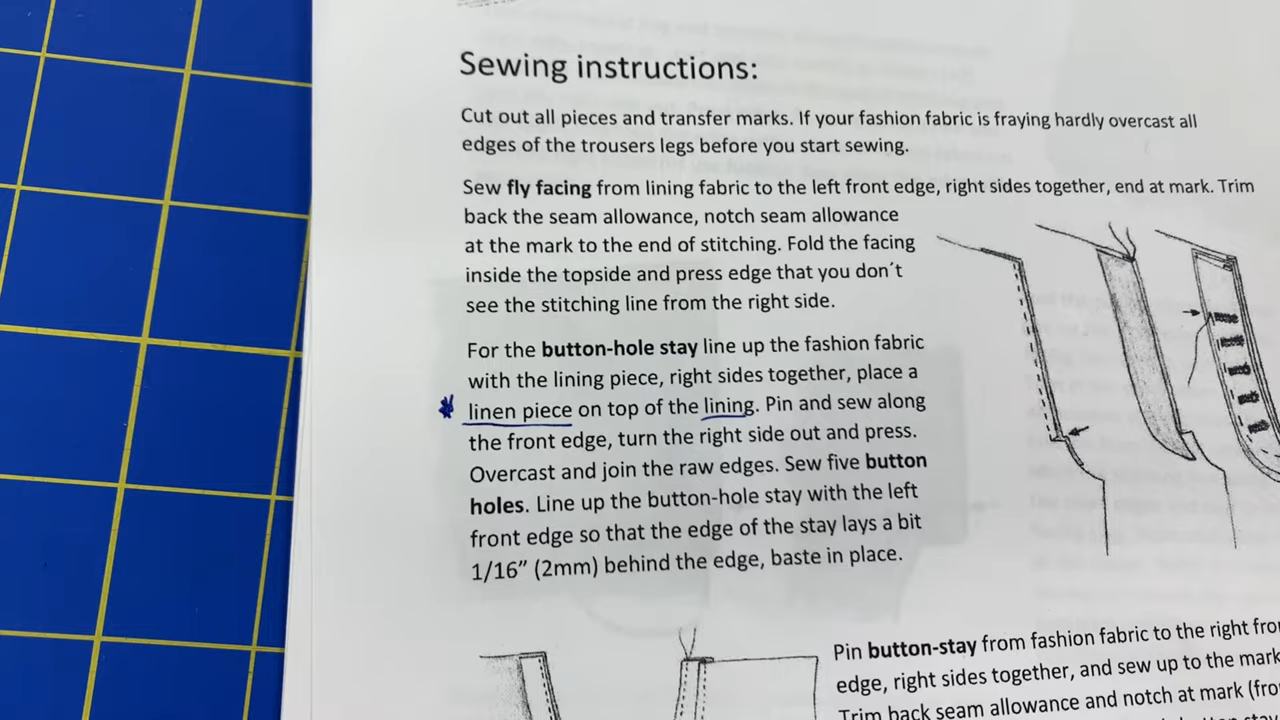 Sewing instructions:
Cut out all pieces and transfer marks. If your fashion fabric is fraying hardly overcast all
edges of the trousers legs before you start sewing.
Sew fly facing from lining fabric to the left front edge, right sides together, end at mark. Trim
back the seam allowance, notch seam allowance
at the mark to the end of stitching. Fold the facing
inside the topside and press edge that you don´t
see the stitching line from the right side.
For the button-hole stay line up the fashion fabric
with the lining piece, right sides together, place a
linen piece on top of the lining. Pin and sew along
the front edge, turn the right side out and press.
Overcast and join the raw edges. Sew five button
holes. Line up the button-hole stay with the left
front edge so that the edge of the stay lays a bit
1/16” (2mm) behind the edge, baste in place.
Pin button-stay from fashion fabric to the right
edge, right sides together, and sew up to the mark
Trim back seam allowance and notch at mark